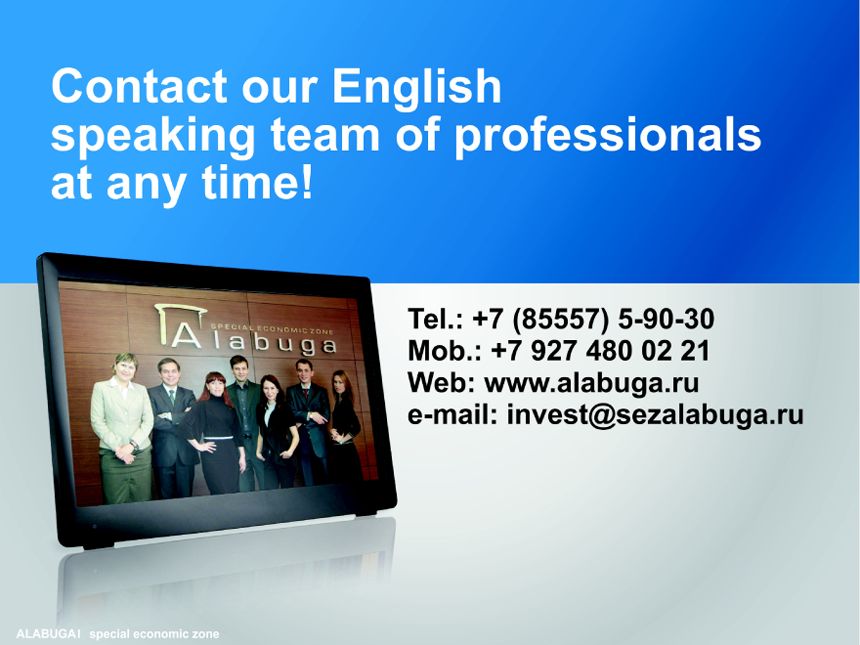 Contact our English
speaking team of professionals
at any time!
SPECIAL ECONOMIC ZONE
Alabuga
Tel.: +7 (85557) 5-90-30
Mob.: +7 927 480 02 21
Web: www.alabuga.ru
e-mail: invest@sezalabuga.ru
ALABUGA! special economic zone